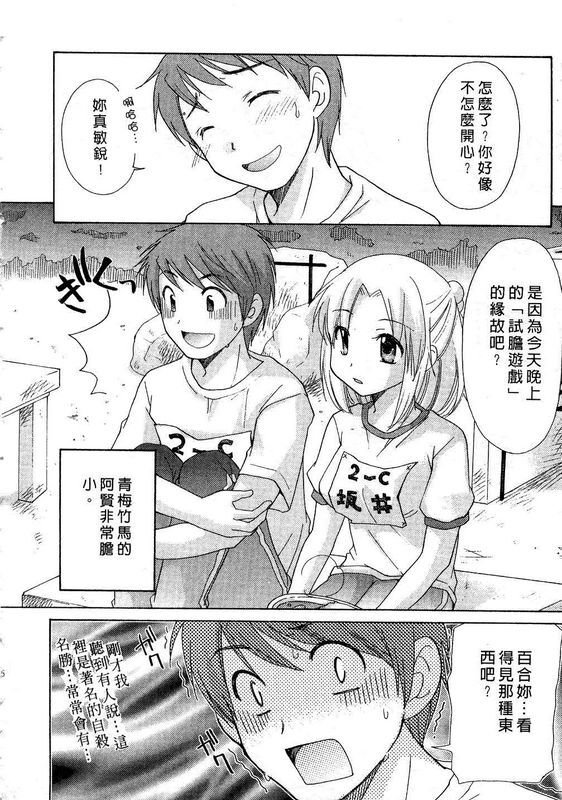 怎麼了？你好像
不怎麼開心？
啊哈哈…
妳真敏銳！
是因為今天晚上
的「試膽遊戲」
的緣故吧？
ぎくっ
2-C
2-C
坂井
青梅竹馬的
阿賢非常膽
小。
百合妳…看
得見那種東
西吧？
剛才我
聽到有人說…這
裡是著名的自殺
名勝…常常會有…